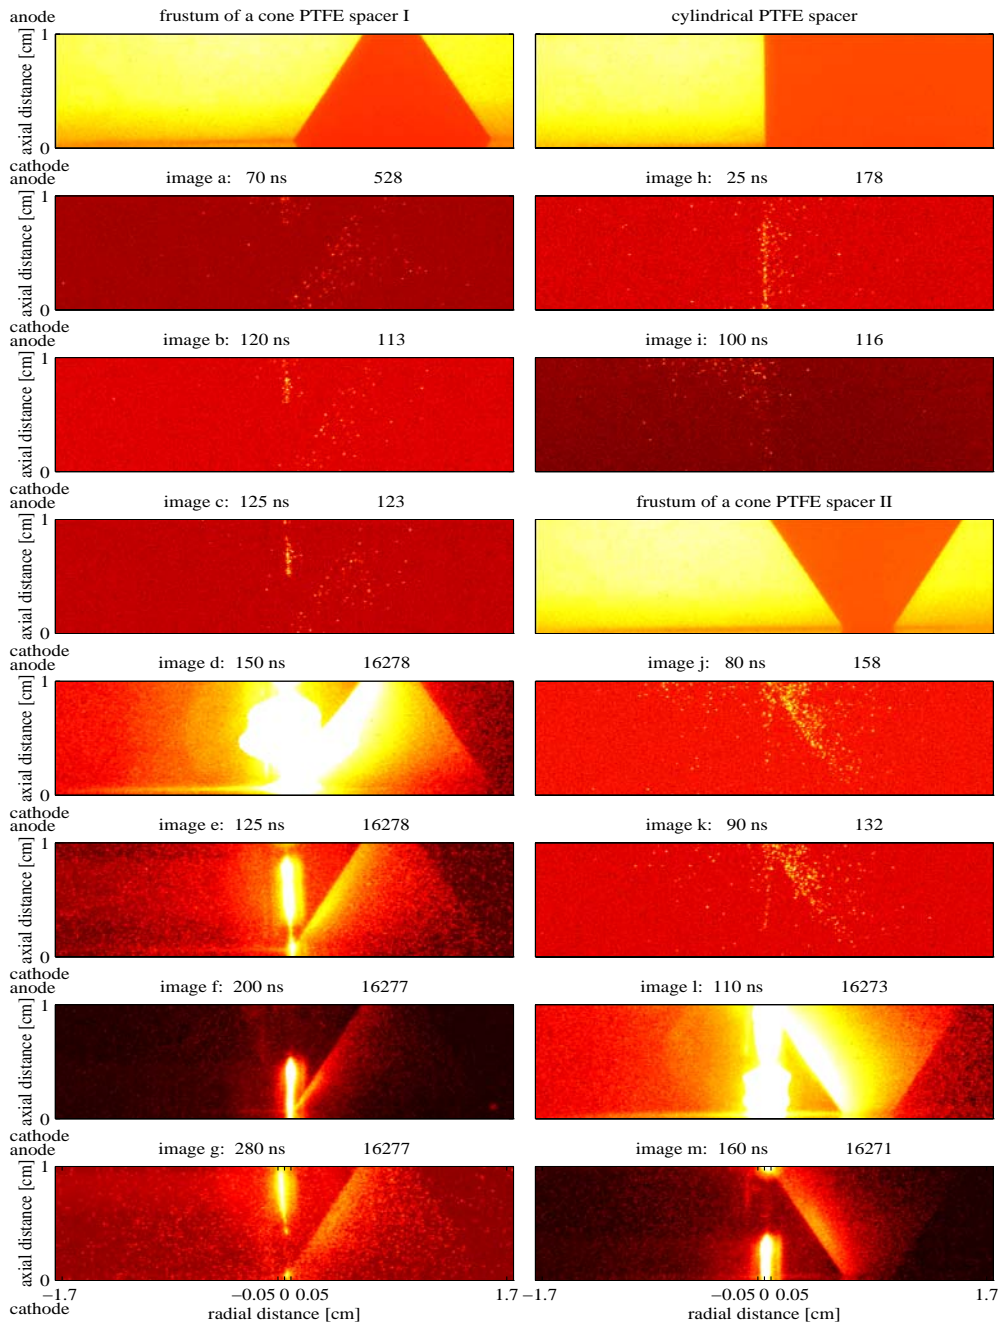 anode frustum of a cone PTFE spacer I cylindrical PTFE spacer
1
axial distance [cm]
0
cathode
anode image a: 70 ns 528 image h: 25 ns 178
1
axial distance [cm]
0
cathode
anode image b: 120 ns 113 image i: 100 ns 116
1
axial distance [cm]
0
cathode
anode image c: 125 ns 123 frustum of a cone PTFE spacer II
1
axial distance [cm]
0
cathode
anode image d: 150 ns 16278 image j: 80 ns 158
1
axial distance [cm]
0
cathode
anode image e: 125 ns 16278 image k: 90 ns 132
1
axial distance [cm]
0
cathode
anode image f: 200 ns 16277 image l: 110 ns 16273
1
axial distance [cm]
0
cathode
anode image g: 280 ns 16277 image m: 160 ns 16271
1
axial distance [cm]
0
−1.7 −0.05 0 0.05 1.7 −1.7 −0.05 0 0.05 1.7
cathode radial distance [cm] radial distance [cm]